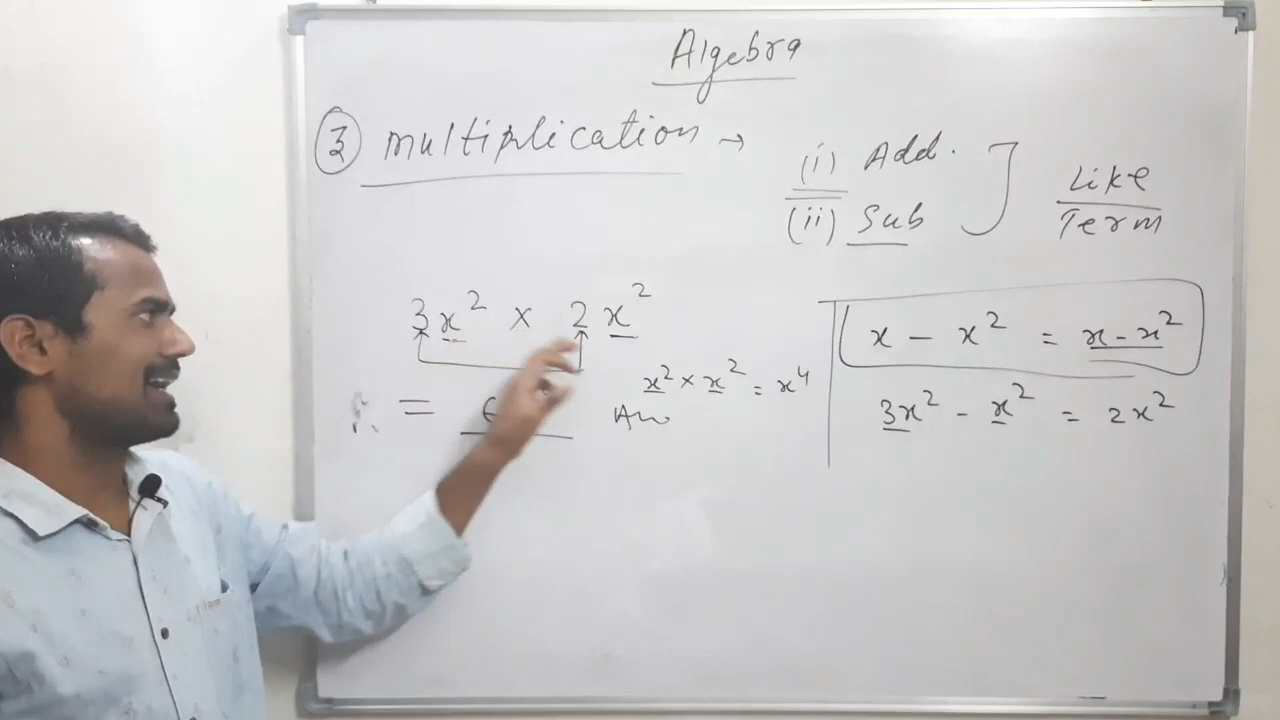 Algebra
③ multiplication →
(i) Add.
(ii) Sub
Like
Term
3x² × 2x²
x² × x² = x⁴
=
Ans
x - x² = x - x²
3x² - x² = 2x²